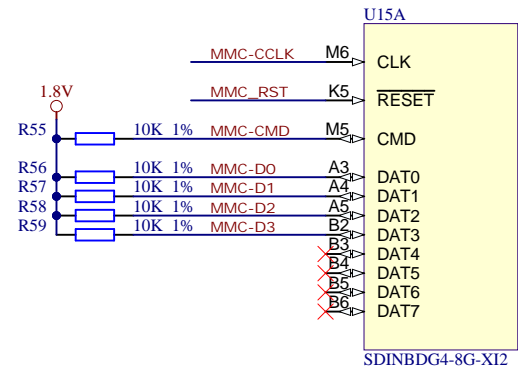 U15A
MMC-CCLK M6 CLK
MMC_RST K5 RESET
1.8V
R55 10K 1% MMC-CMD M5 CMD
R56 10K 1% MMC-D0 A3 DAT0
R57 10K 1% MMC-D1 A4 DAT1
R58 10K 1% MMC-D2 A5 DAT2
R59 10K 1% MMC-D3 B2 DAT3
B3 DAT4
B4 DAT5
B5 DAT6
B6 DAT7
SDINBDG4-8G-XI2